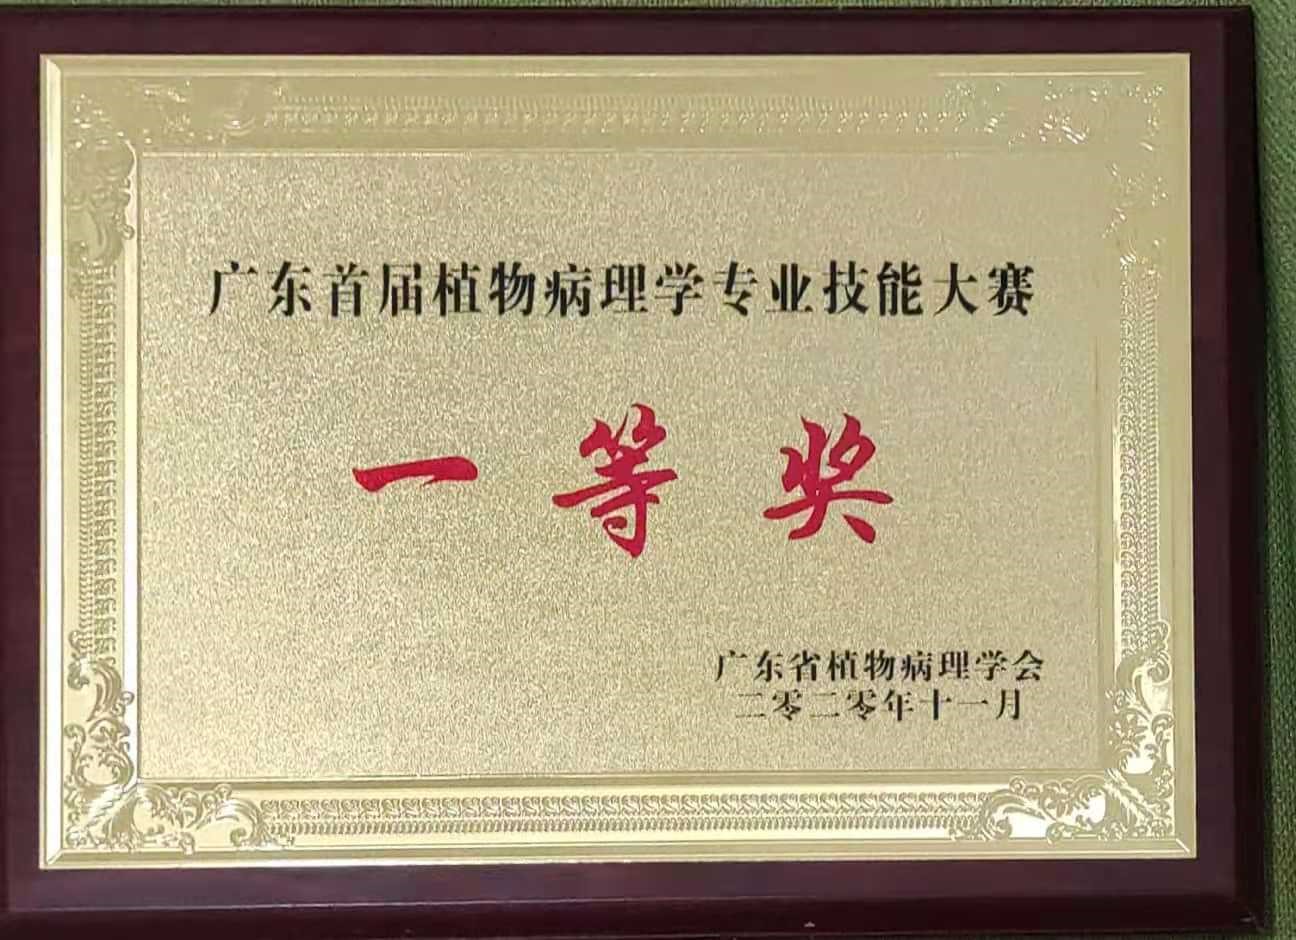 广东首届植物病理学专业技能大赛
一等奖
广东省植物病理学会
二零二零年十一月